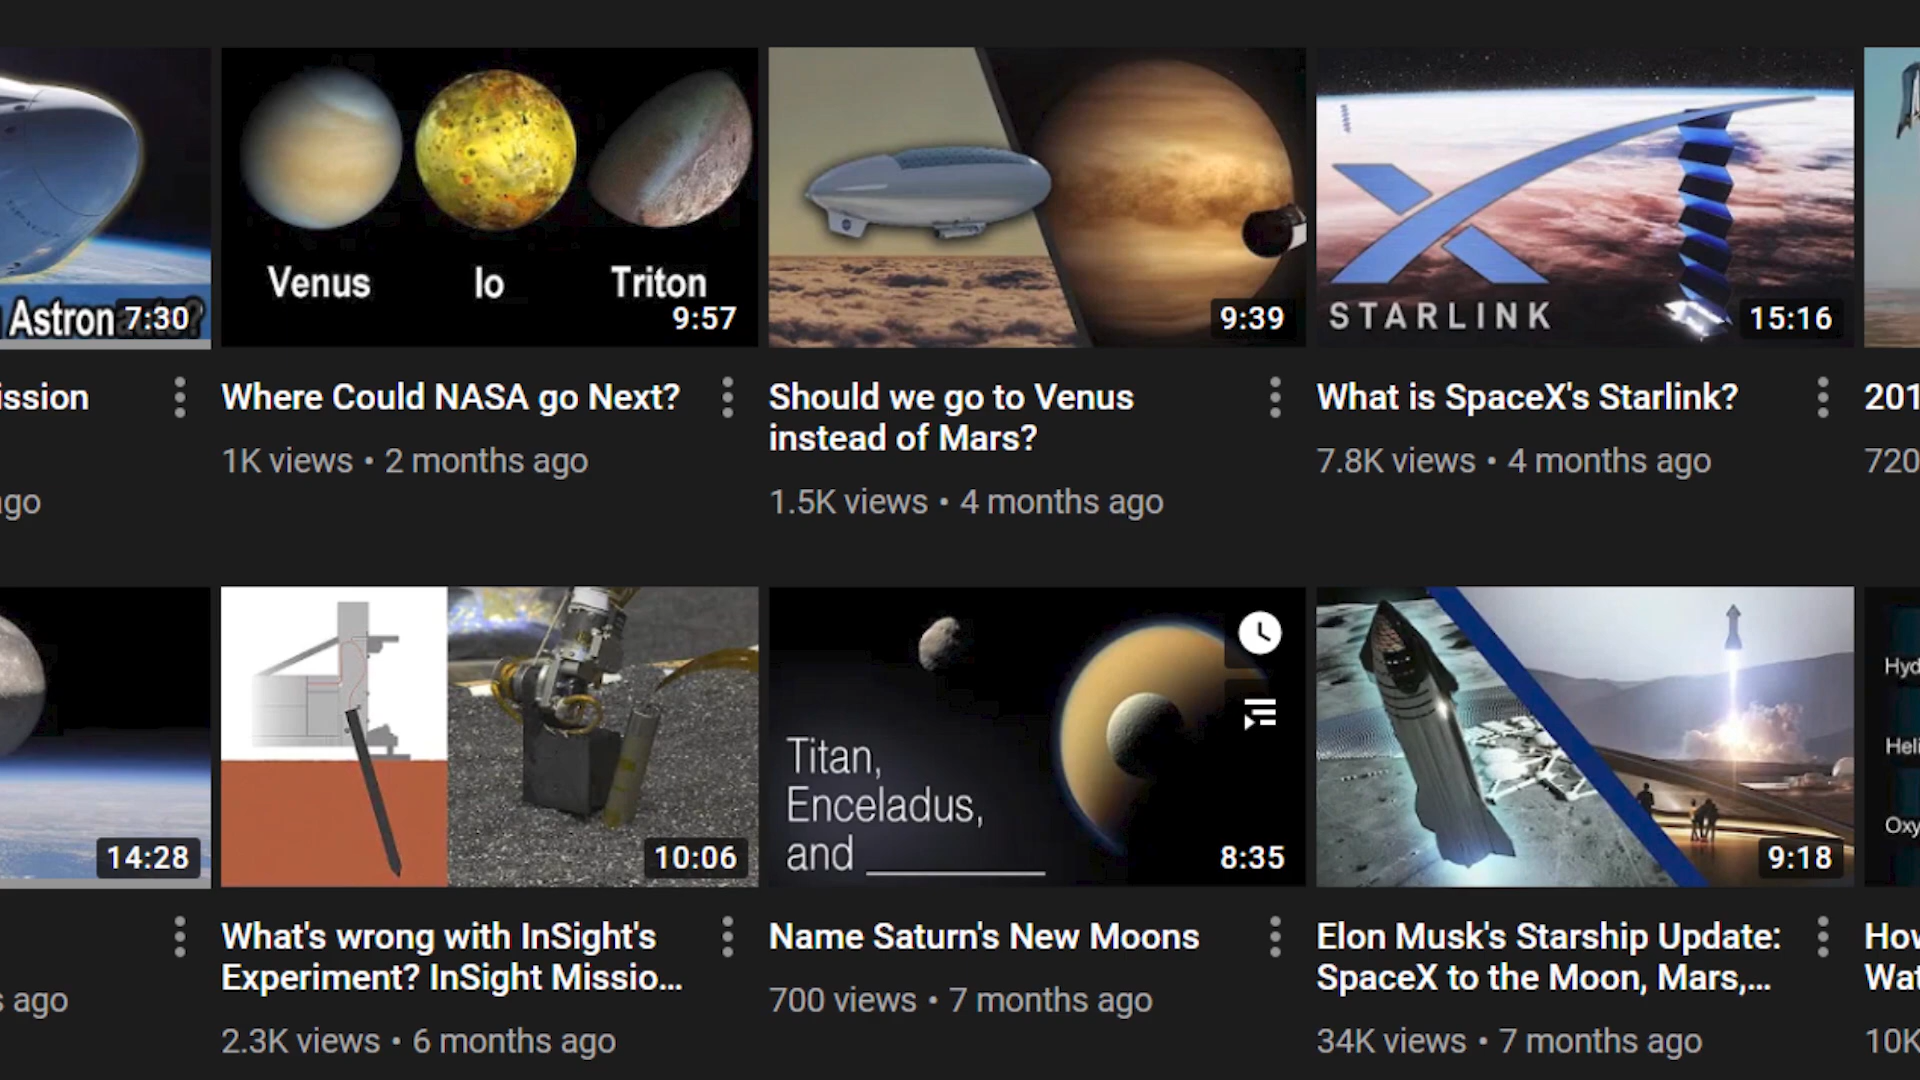 Astron
7:30
Venus
Io
Triton
9:57
9:39
STARLINK
15:16
ission
Where Could NASA go Next?
Should we go to Venus
instead of Mars?
What is SpaceX's Starlink?
201
1K views • 2 months ago
7.8K views • 4 months ago
720
ago
1.5K views • 4 months ago
14:28
10:06
Titan,
Enceladus,
and
8:35
9:18
Hyd
Heli
Oxy
What's wrong with InSight's
Experiment? InSight Missio...
Name Saturn's New Moons
Elon Musk's Starship Update:
SpaceX to the Moon, Mars,...
How
Wat
s ago
700 views • 7 months ago
2.3K views • 6 months ago
34K views • 7 months ago
10K